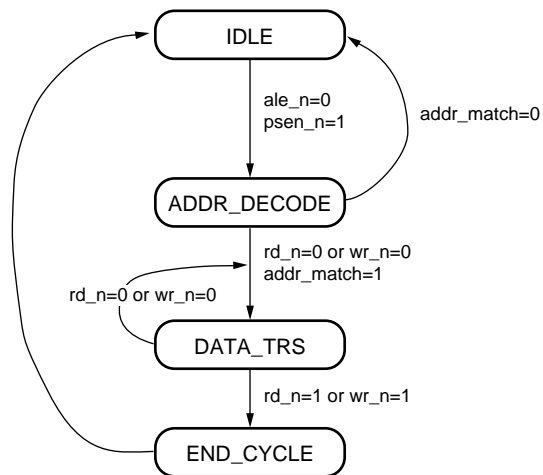 IDLE
ale_n=0
psen_n=1
addr_match=0
ADDR_DECODE
rd_n=0 or wr_n=0
addr_match=1
rd_n=0 or wr_n=0
DATA_TRS
rd_n=1 or wr_n=1
END_CYCLE